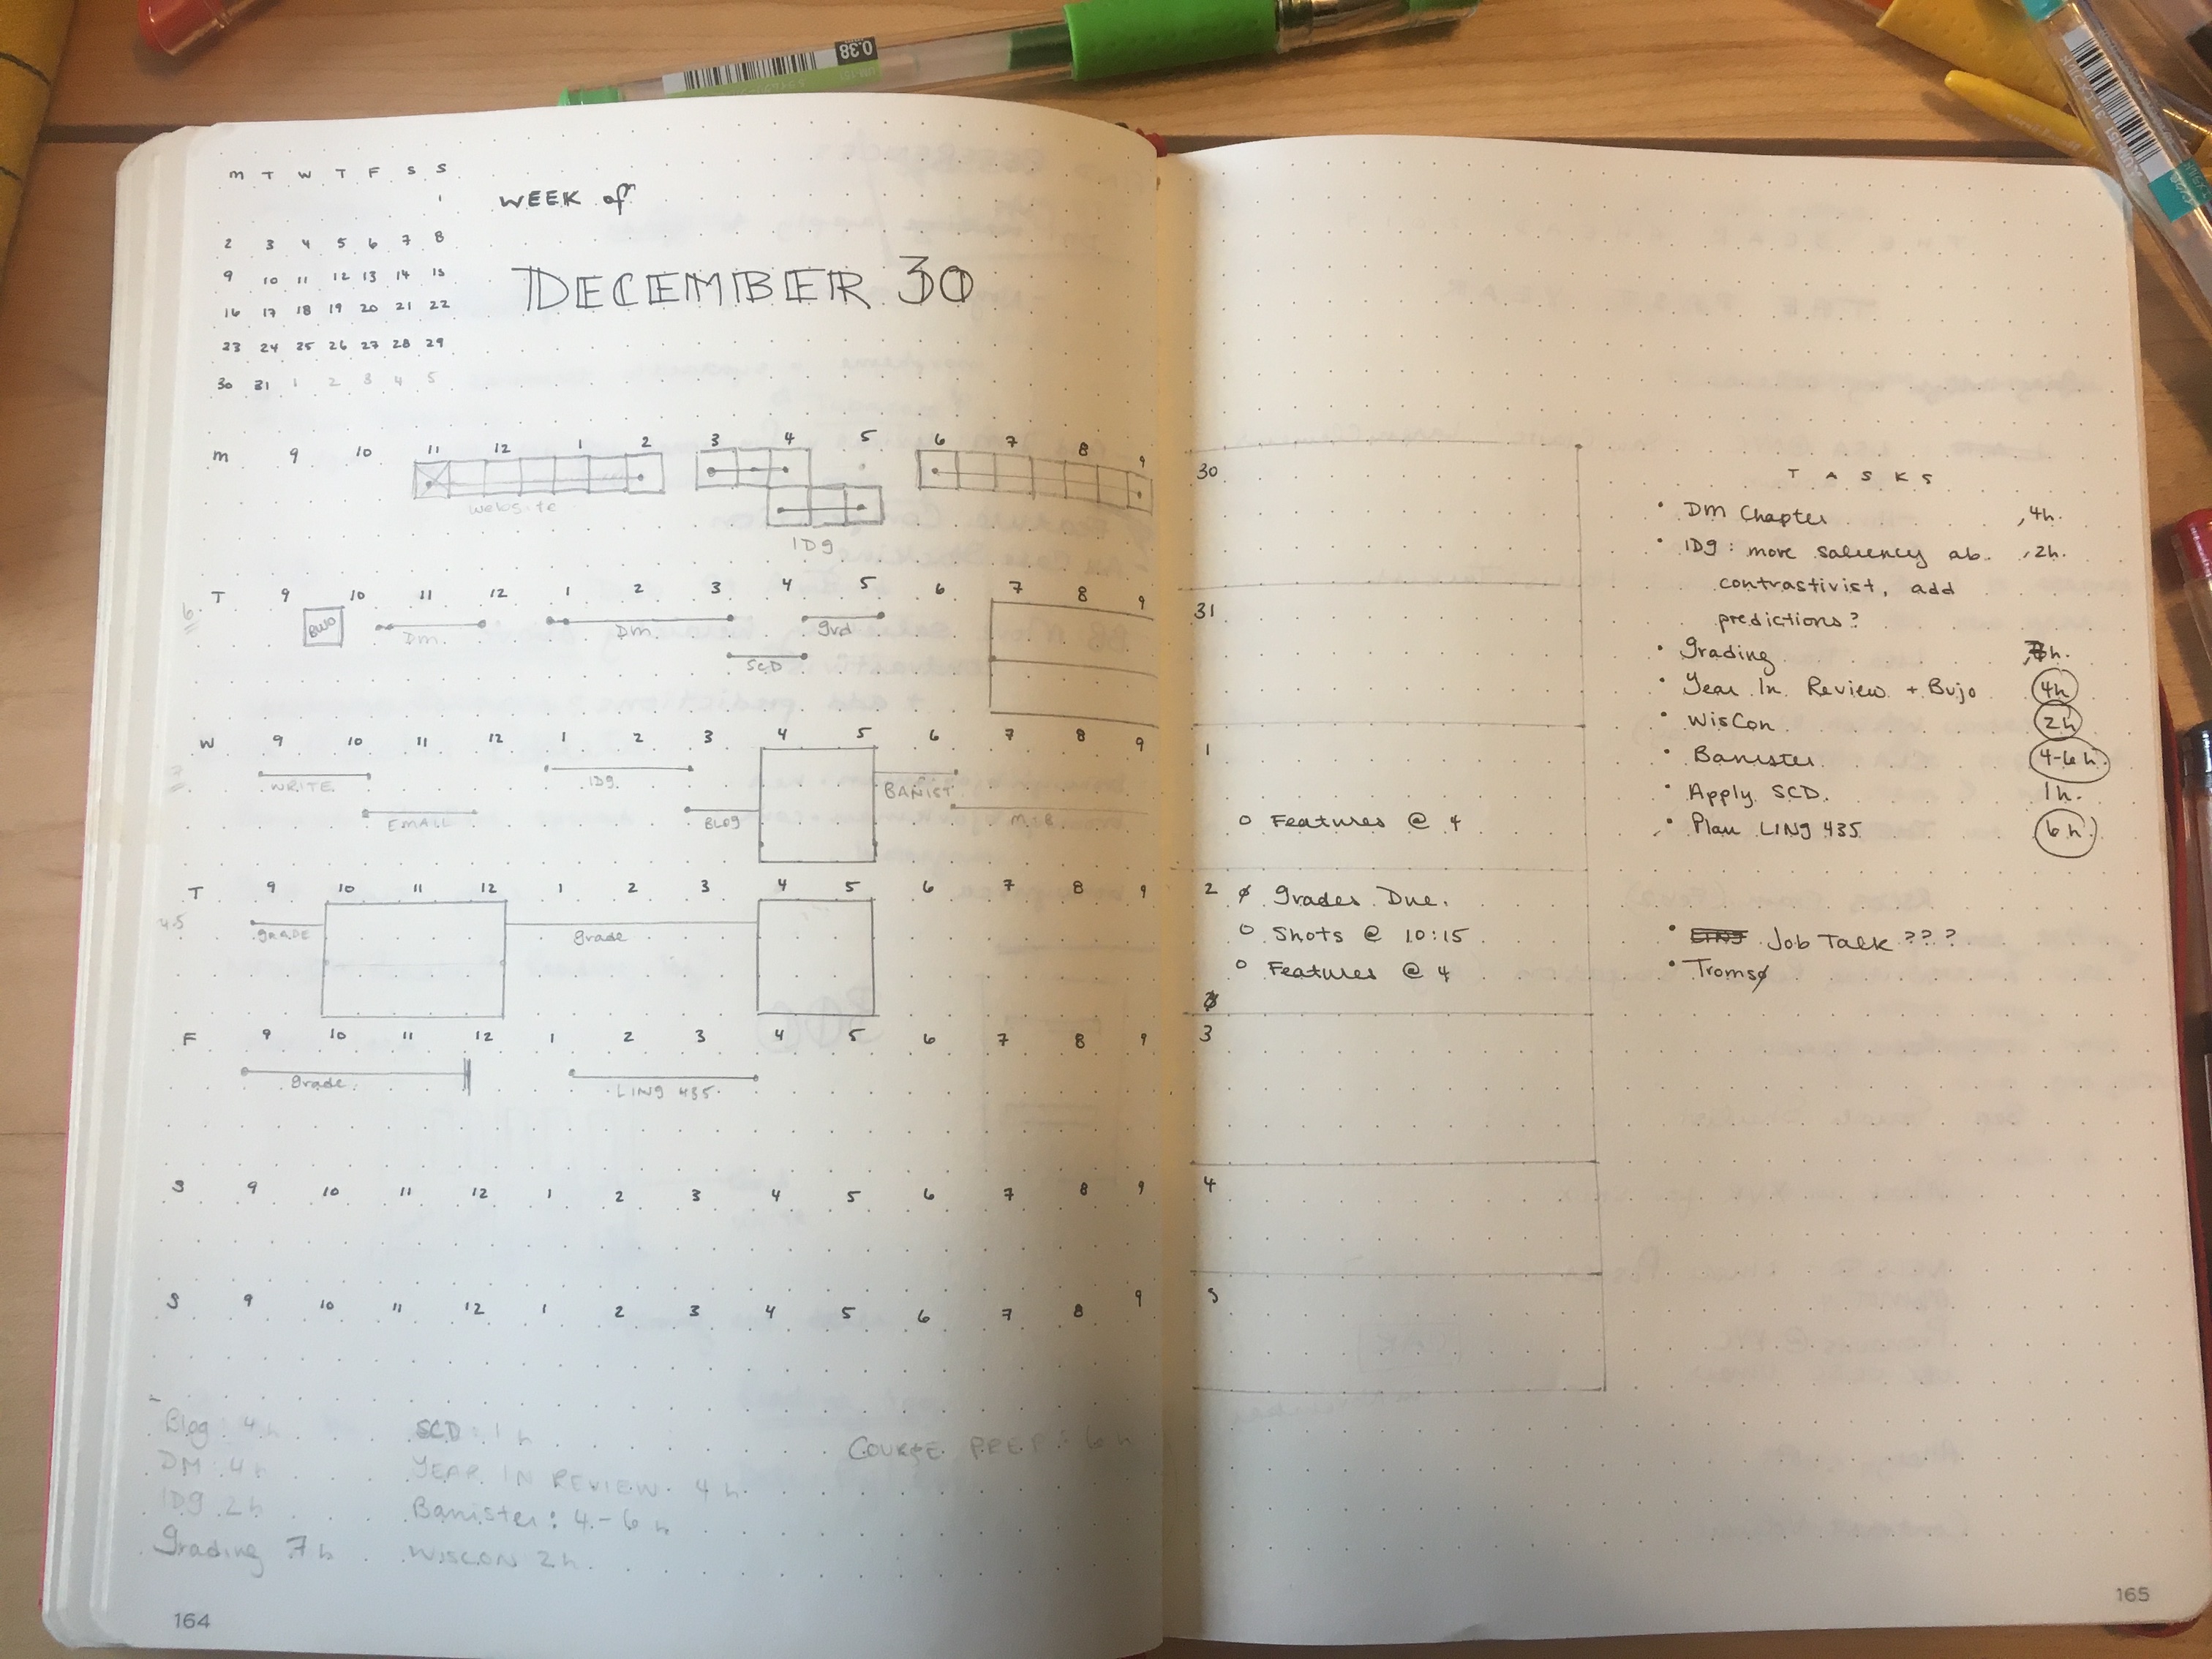 0.38
UM-151
M T W T F S S
1
2 3 4 5 6 7 8
9 10 11 12 13 14 15
16 17 18 19 20 21 22
23 24 25 26 27 28 29
30 31 1 2 3 4 5
WEEK of
DECEMBER 30
M 9 10 11 12 1 2 3 4 5 6 7 8 9
website
IDg
T 9 10 11 12 1 2 3 4 5 6 7 8 9
6
BUJO
DM
DM
grd
SCD
W 9 10 11 12 1 2 3 4 5 6 7 8 9
WRITE
IDg
BANIST
EMAIL
BLOg
T 9 10 11 12 1 2 3 4 5 6 7 8 9
4.5
gRADE
grade
F 9 10 11 12 1 2 3 4 5 6 7 8 9
grade
LINg 435
S 9 10 11 12 1 2 3 4 5 6 7 8 9
S 9 10 11 12 1 2 3 4 5 6 7 8 9
Blog: 4h
SCD: 1h
COURSE PREP: 6h
DM 4h
YEAR IN REVIEW 4h
IDg 2h
Banister: 4-6h
Grading 7h
WISCON 2h
164
30
31
1
o Features @ 4
2 ø Grades Due.
o Shots @ 10:15
o Features @ 4
3
4
5
TASKS
• DM Chapter 4h.
• IDg: more saliency ab. 2h.
contrastivist, add
predictions?
• Grading h.
• Year In Review + Bujo 4h
• WisCon 2h
• Banister 4-6h.
• Apply SCD. 1h.
• Plan LINg 435 6h
• LINg Job Talk ???
• Tromsø
165